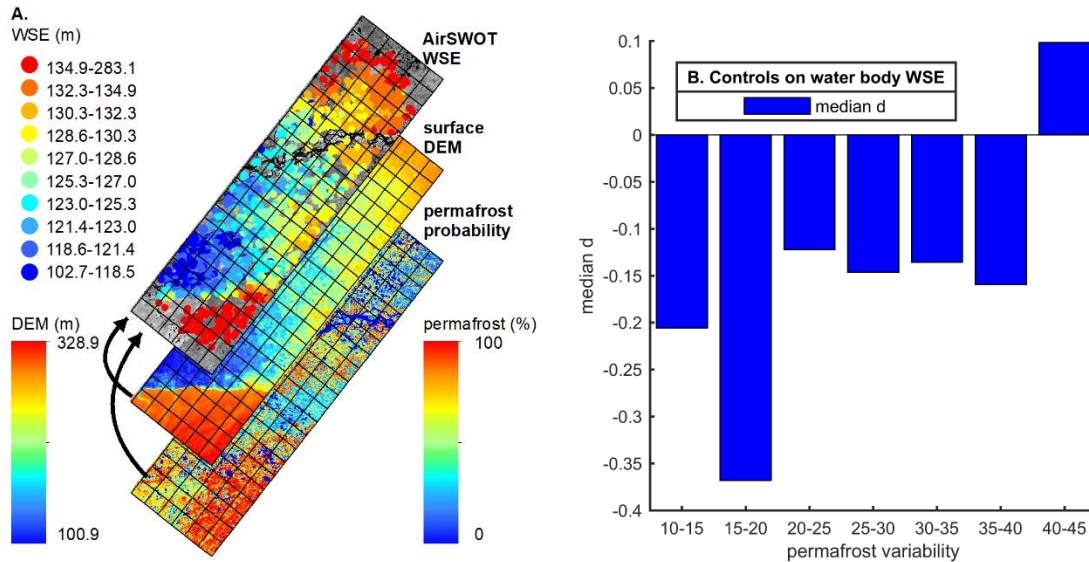 A.
WSE (m)
134.9-283.1
132.3-134.9
130.3-132.3
128.6-130.3
127.0-128.6
125.3-127.0
123.0-125.3
121.4-123.0
118.6-121.4
102.7-118.5
AirSWOT
WSE
surface
DEM
permafrost
probability
DEM (m)
328.9
100.9
permafrost (%)
100
0
B. Controls on water body WSE
median d
median d
0.1
0.05
0
-0.05
-0.1
-0.15
-0.2
-0.25
-0.3
-0.35
-0.4
10-15 15-20 20-25 25-30 30-35 35-40 40-45
permafrost variability